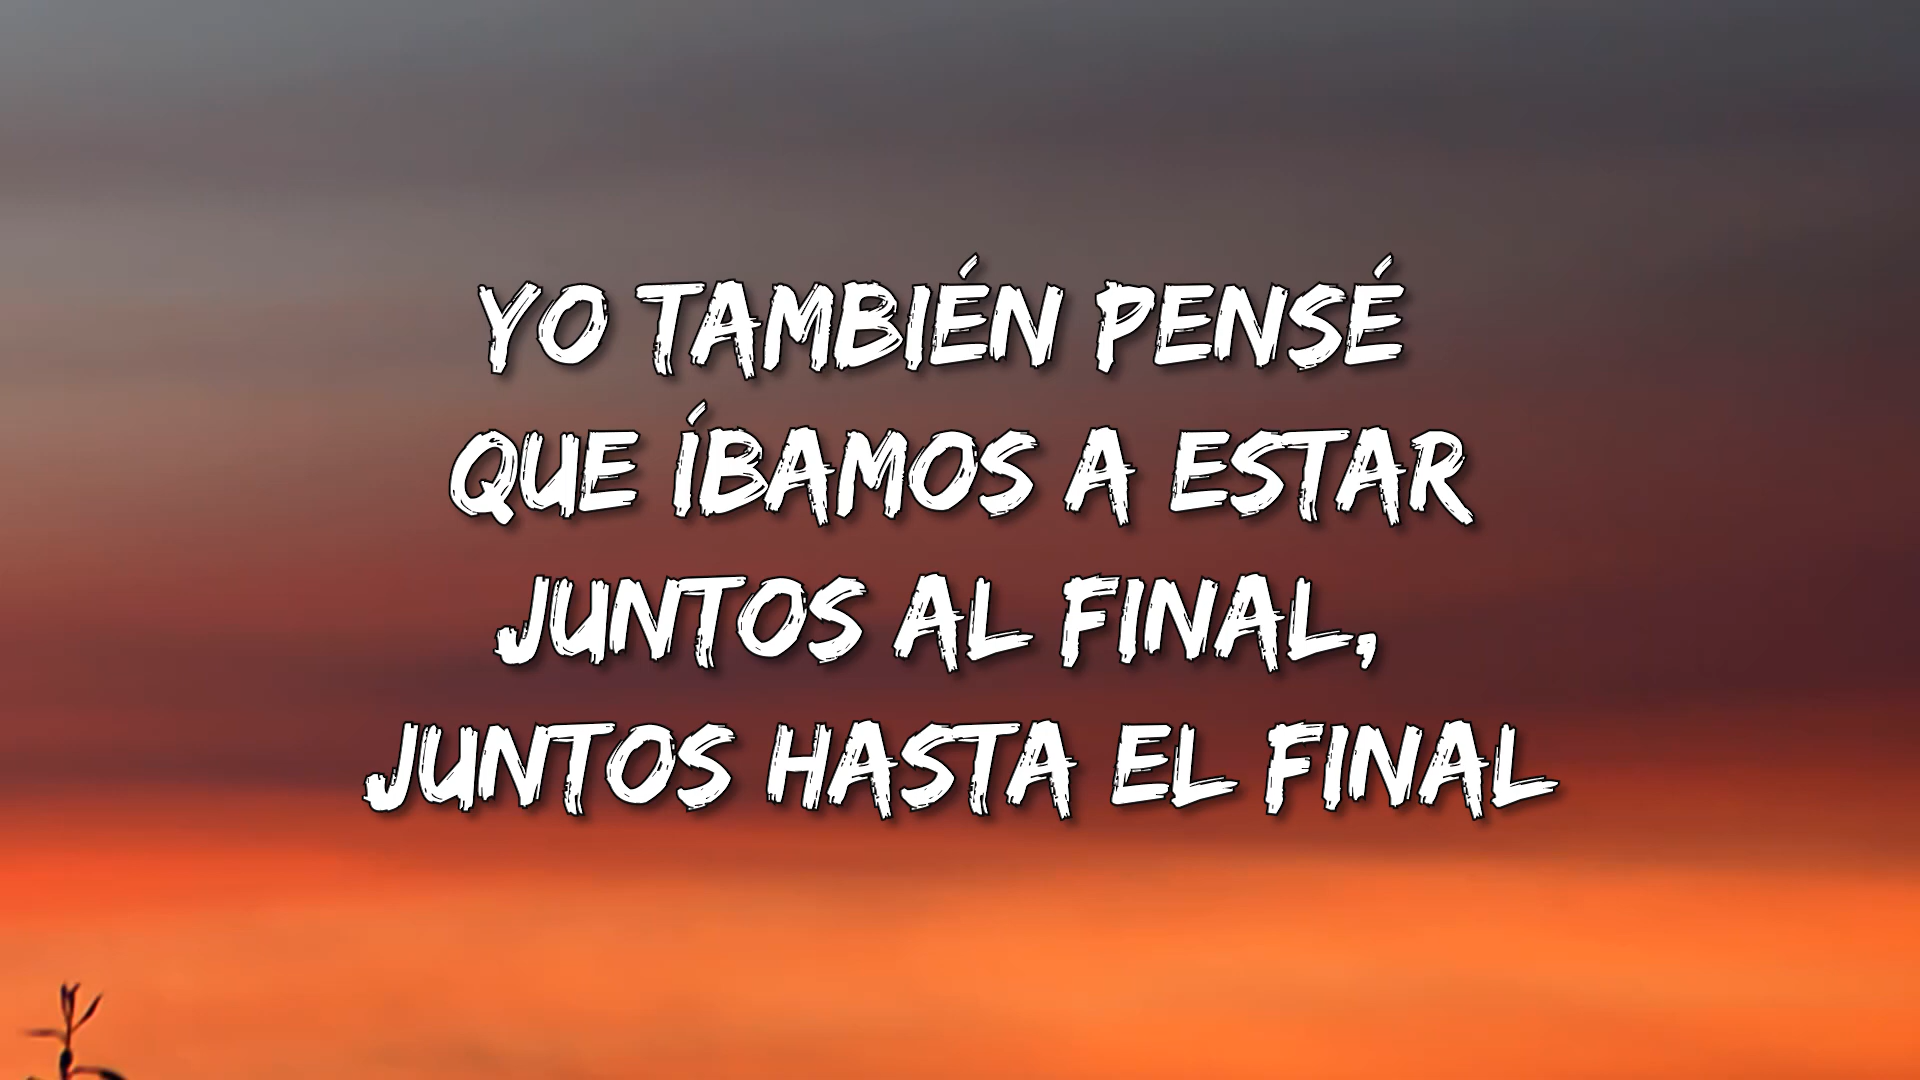 YO TAMBIÉN PENSÉ
QUE ÍBAMOS A ESTAR
JUNTOS AL FINAL,
JUNTOS HASTA EL FINAL